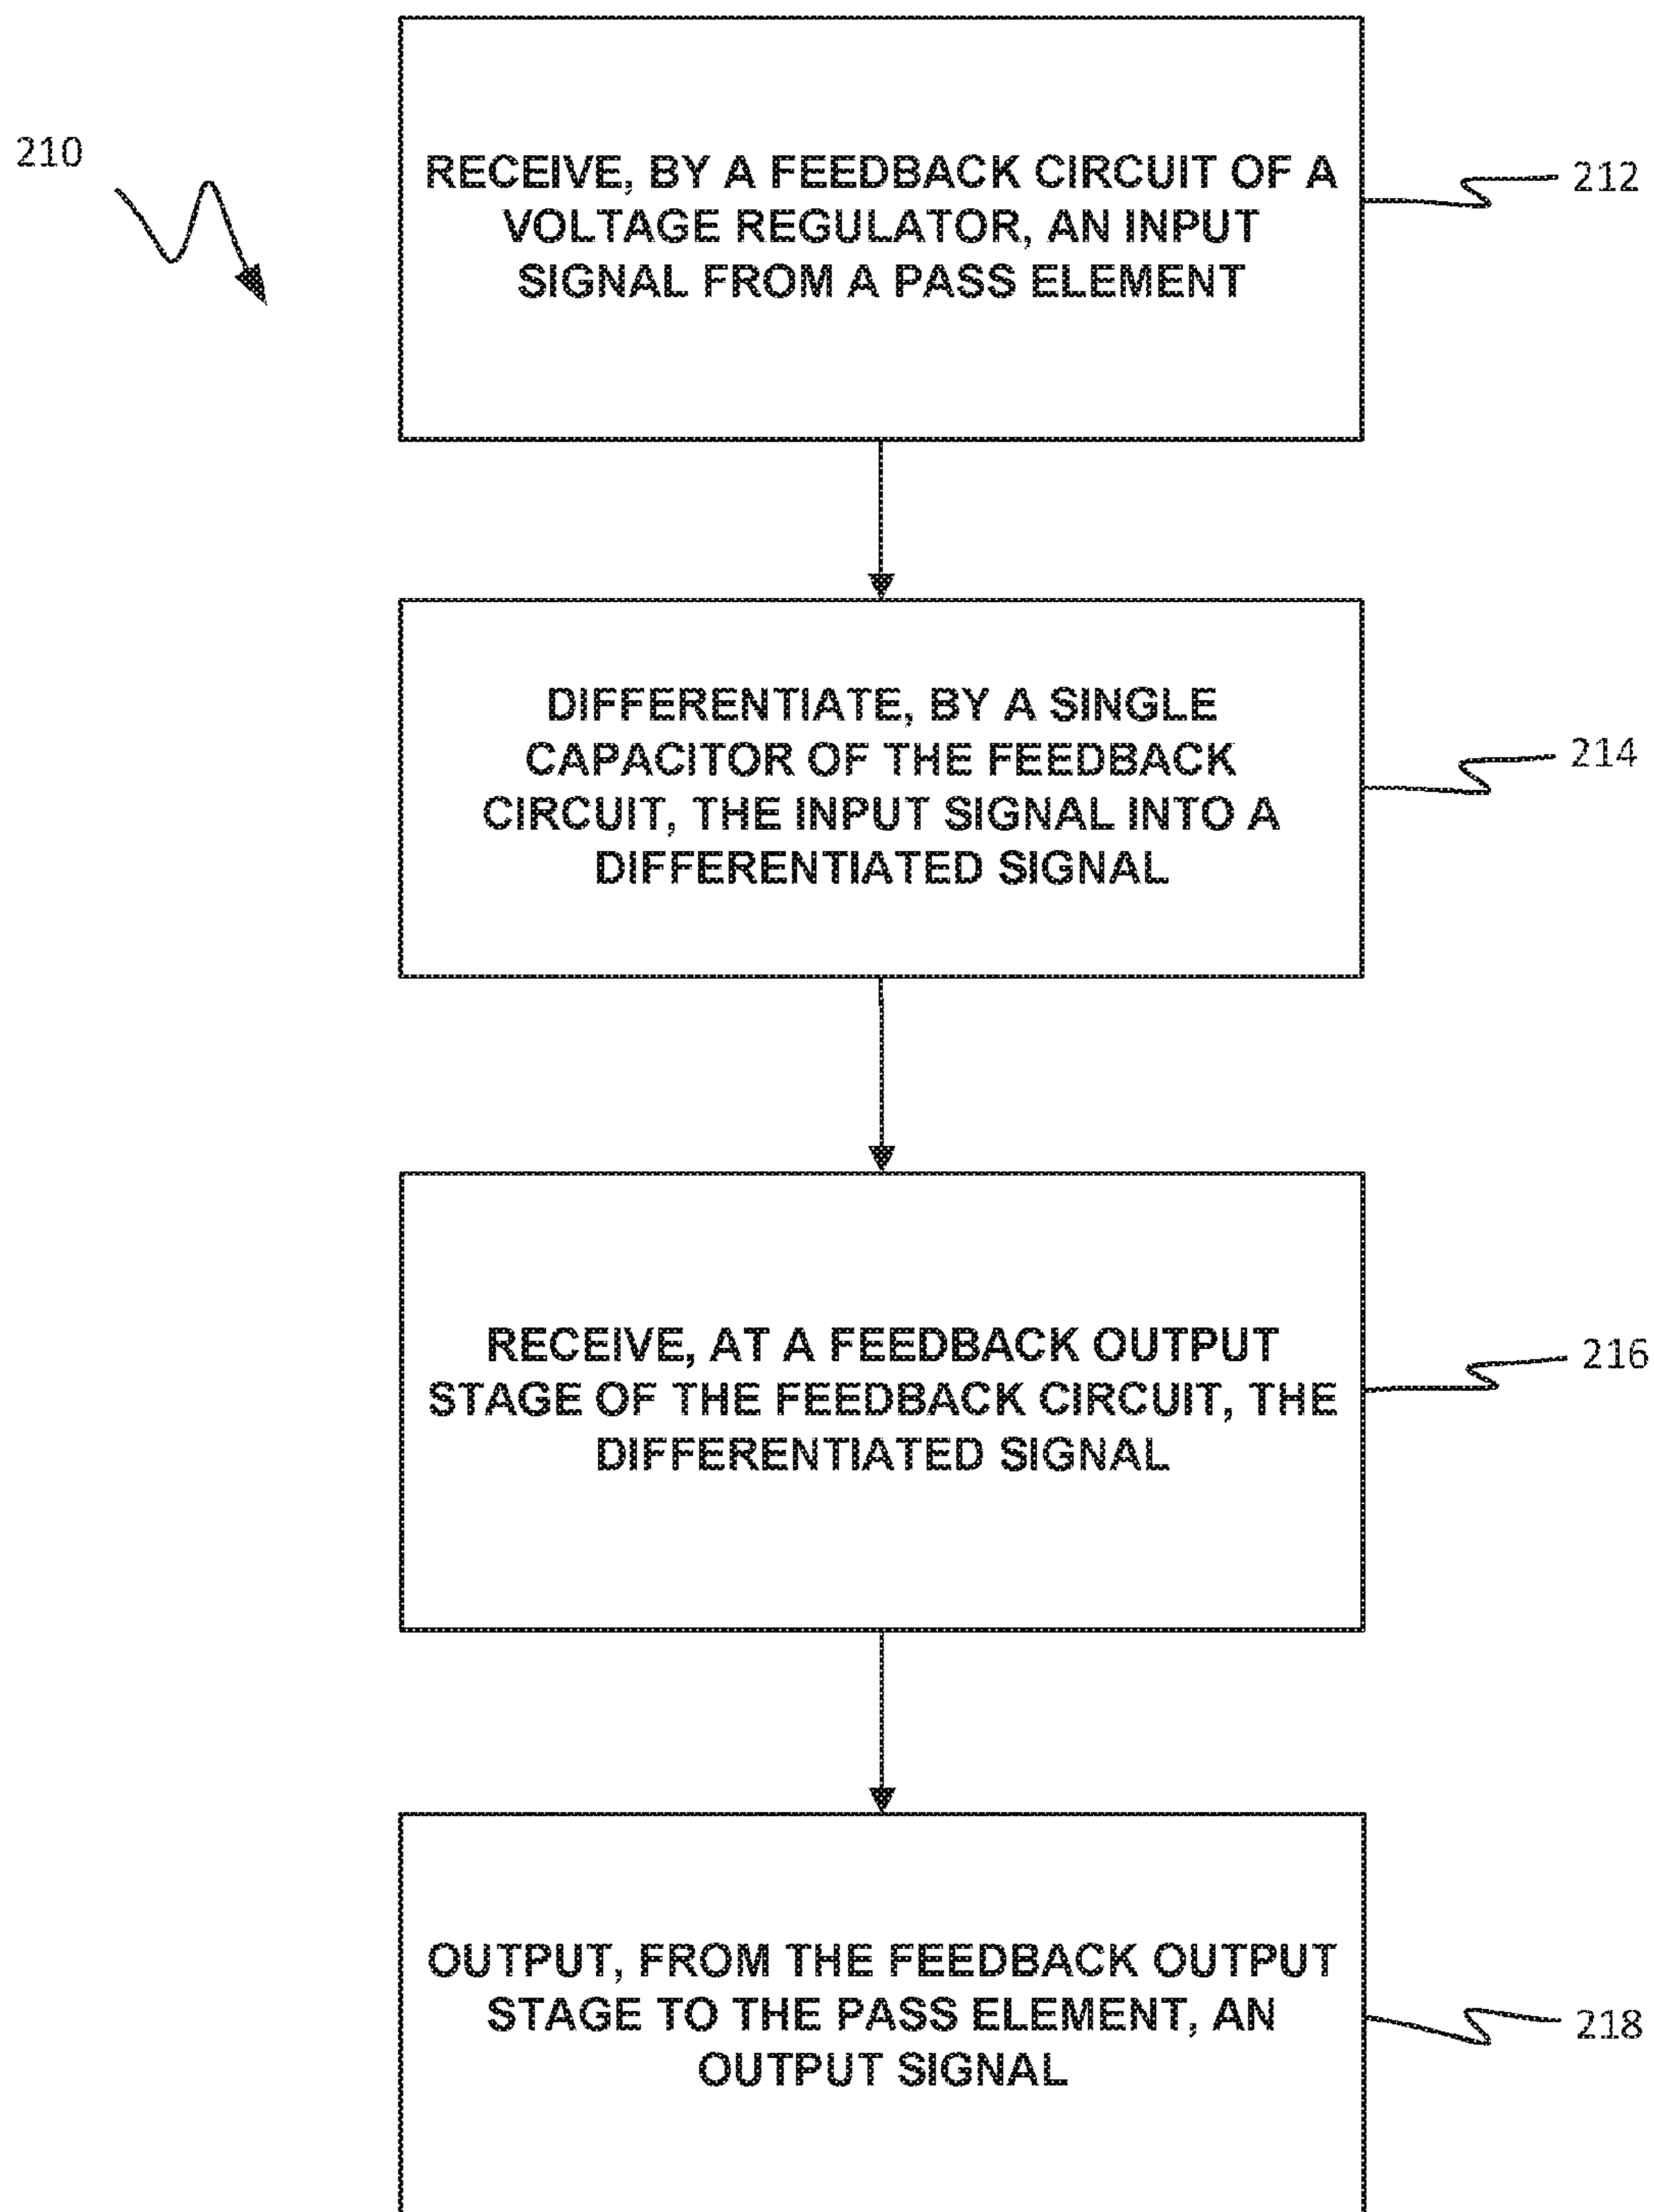 210
RECEIVE, BY A FEEDBACK CIRCUIT OF A
VOLTAGE REGULATOR, AN INPUT
SIGNAL FROM A PASS ELEMENT
212
DIFFERENTIATE, BY A SINGLE
CAPACITOR OF THE FEEDBACK
CIRCUIT, THE INPUT SIGNAL INTO A
DIFFERENTIATED SIGNAL
214
RECEIVE, AT A FEEDBACK OUTPUT
STAGE OF THE FEEDBACK CIRCUIT, THE
DIFFERENTIATED SIGNAL
216
OUTPUT, FROM THE FEEDBACK OUTPUT
STAGE TO THE PASS ELEMENT, AN
OUTPUT SIGNAL
218